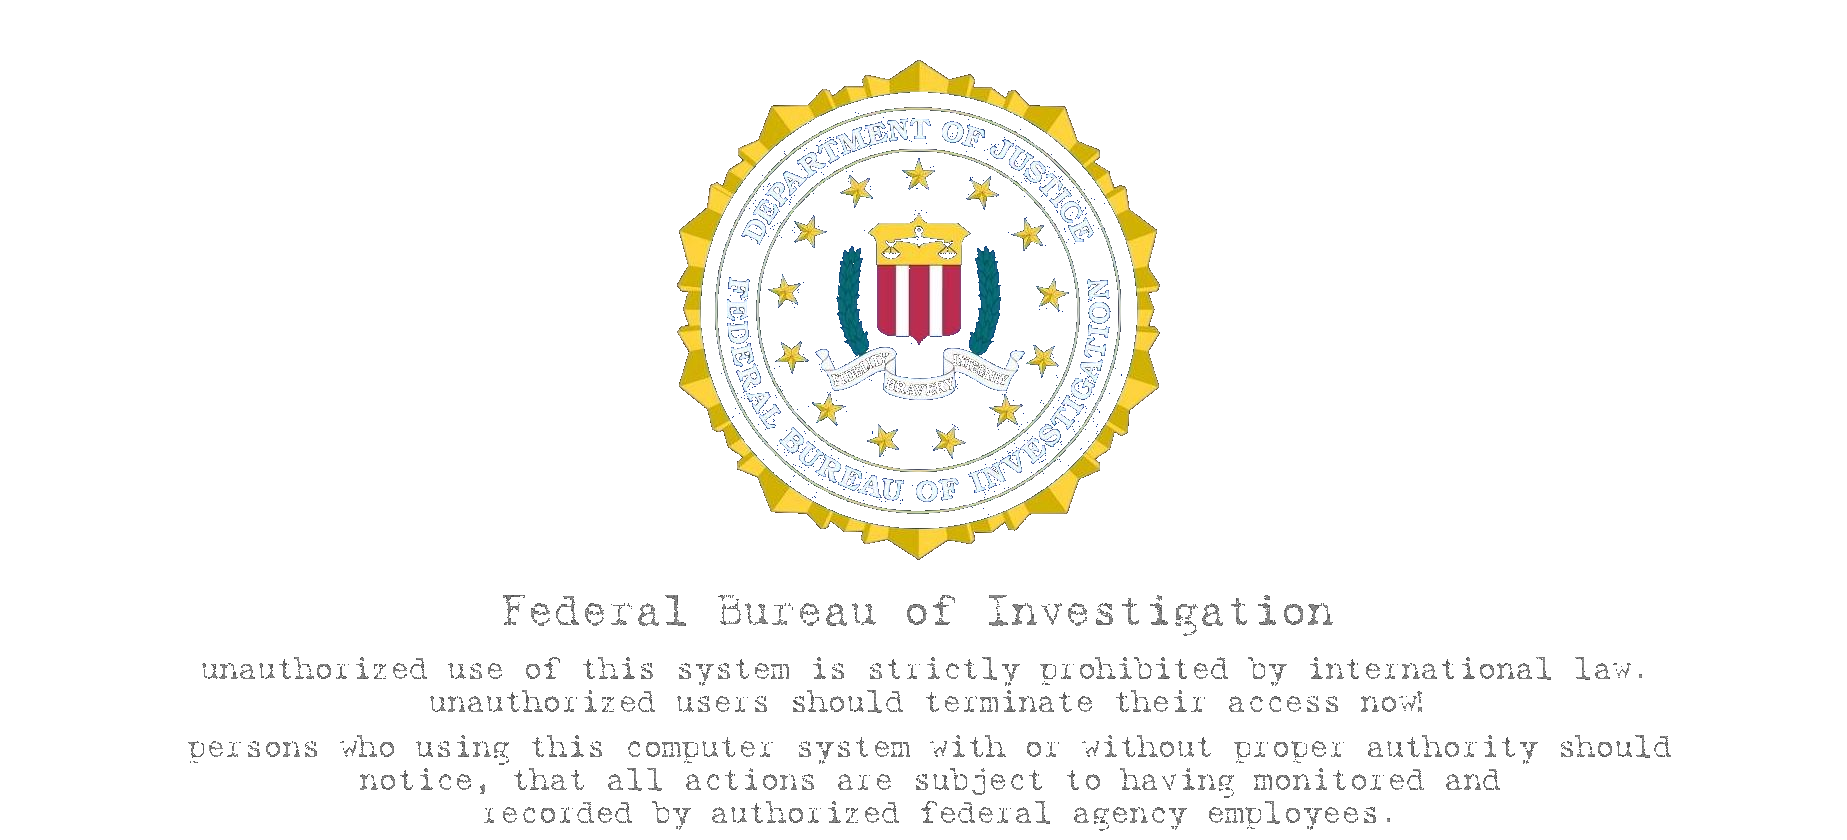 DEPARTMENT OF JUSTICE
FEDERAL BUREAU OF INVESTIGATION
FIDELITY BRAVERY INTEGRITY
Federal Bureau of Investigation
unauthorized use of this system is strictly prohibited by international law.
unauthorized users should terminate their access now!
persons who using this computer system with or without proper authority should
notice, that all actions are subject to having monitored and
recorded by authorized federal agency employees.